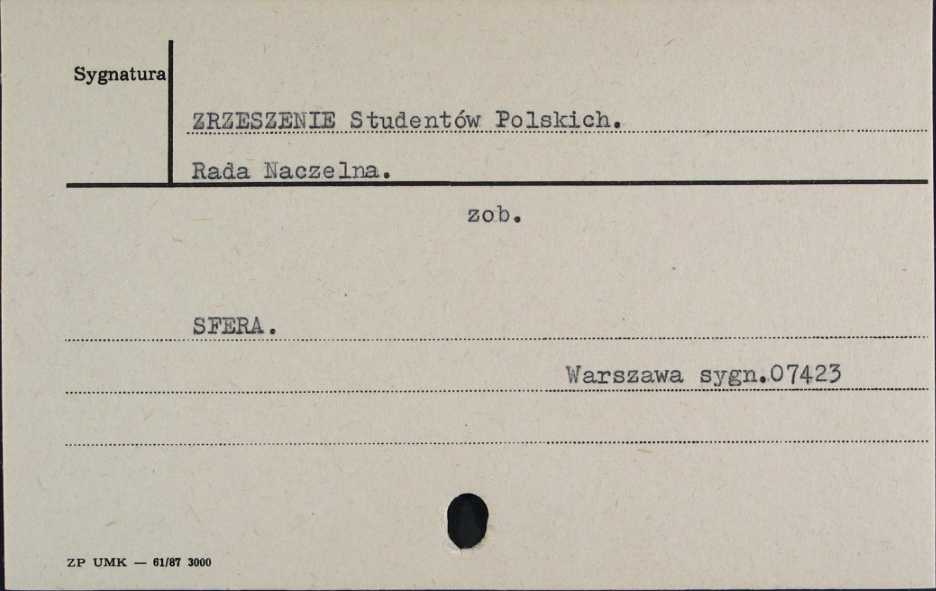 Sygnatura
ZRZESZENIE Studentów Polskich.
Rada Naczelna.
zob.
SFERA.
Warszawa sygn.07423
ZP UMK — 61/87 3000